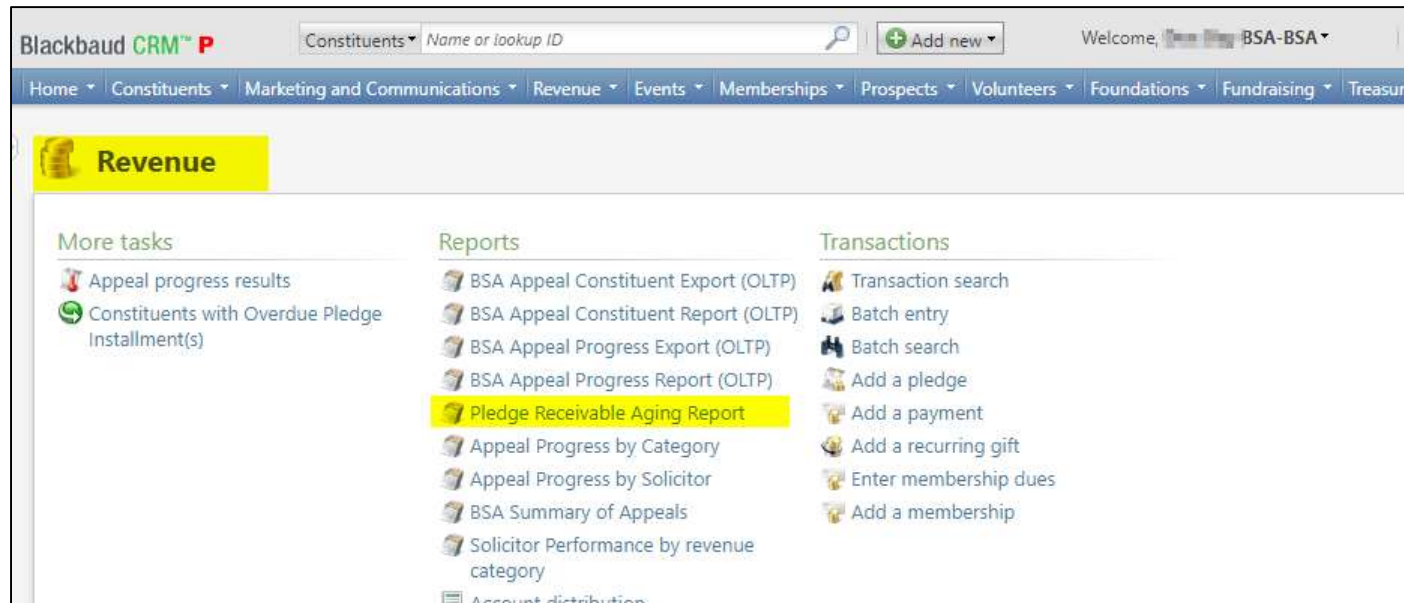 Blackbaud CRM™ P Constituents Name or lookup ID Add new Welcome, BSA-BSA
Home Constituents Marketing and Communications Revenue Events Memberships Prospects Volunteers Foundations Fundraising Treasur
Revenue
More tasks
Appeal progress results
Constituents with Overdue Pledge
Installment(s)
Reports
BSA Appeal Constituent Export (OLTP)
BSA Appeal Constituent Report (OLTP)
BSA Appeal Progress Export (OLTP)
BSA Appeal Progress Report (OLTP)
Pledge Receivable Aging Report
Appeal Progress by Category
Appeal Progress by Solicitor
BSA Summary of Appeals
Solicitor Performance by revenue
category
Account distribution
Transactions
Transaction search
Batch entry
Batch search
Add a pledge
Add a payment
Add a recurring gift
Enter membership dues
Add a membership